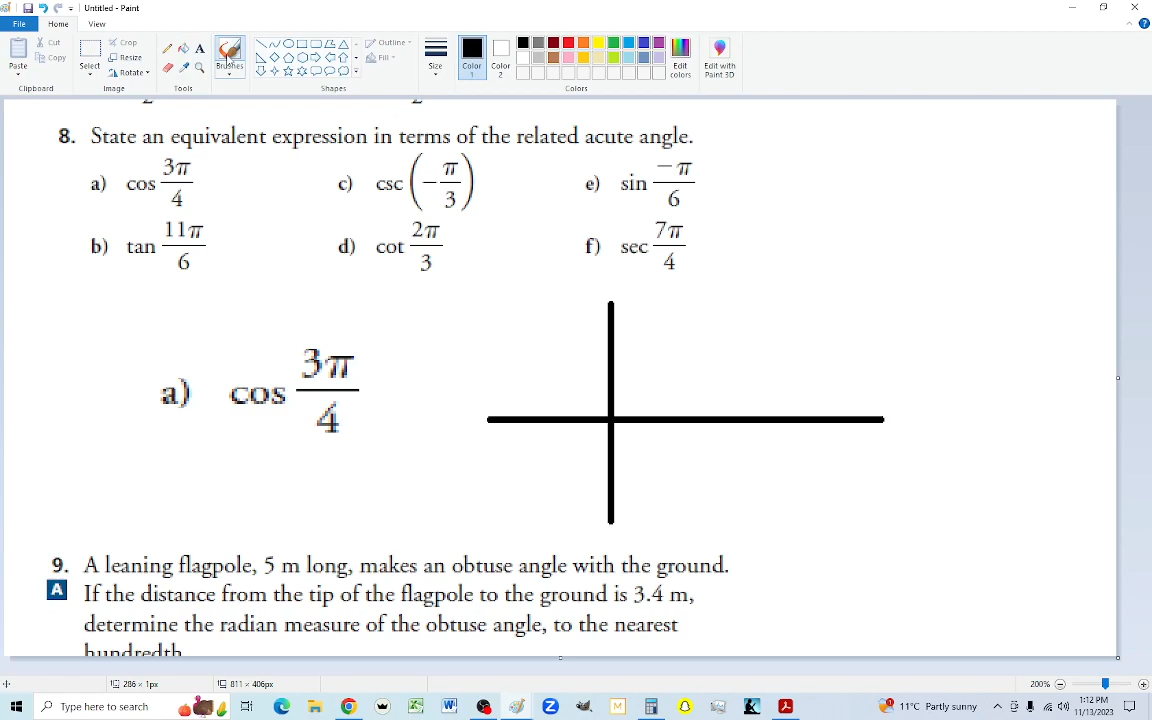 Untitled - Paint
File Home View
Paste
Cut
Copy
Clipboard
Select
Crop
Resize
Rotate
Image
Tools
Brushes
Shapes
Outline
Fill
Size
Color 1
Color 2
Colors
Edit colors
Edit with Paint 3D
8. State an equivalent expression in terms of the related acute angle.
a) cos 3π/4 c) csc (−π/3) e) sin −π/6
b) tan 11π/6 d) cot 2π/3 f) sec 7π/4
a) cos 3π/4
9. A leaning flagpole, 5 m long, makes an obtuse angle with the ground.
A If the distance from the tip of the flagpole to the ground is 3.4 m,
determine the radian measure of the obtuse angle, to the nearest
hundredth
286 × 1px 811 × 406px 200%
Type here to search
11°C Partly sunny
1:12 PM
11/13/2023